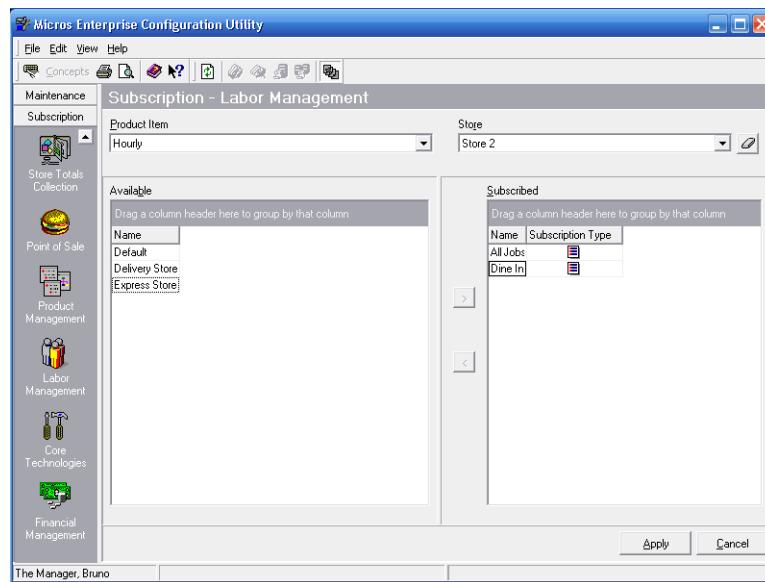 Micros Enterprise Configuration Utility
File Edit View Help
Concepts
Maintenance
Subscription
Store Totals
Collection
Point of Sale
Product
Management
Labor
Management
Core
Technologies
Financial
Management
Subscription - Labor Management
Product Item
Hourly
Store
Store 2
Available
Drag a column header here to group by that column
Name
Default
Delivery Store
Express Store
>
<
Subscribed
Drag a column header here to group by that column
Name Subscription Type
All Jobs
Dine In
Apply Cancel
The Manager, Bruno